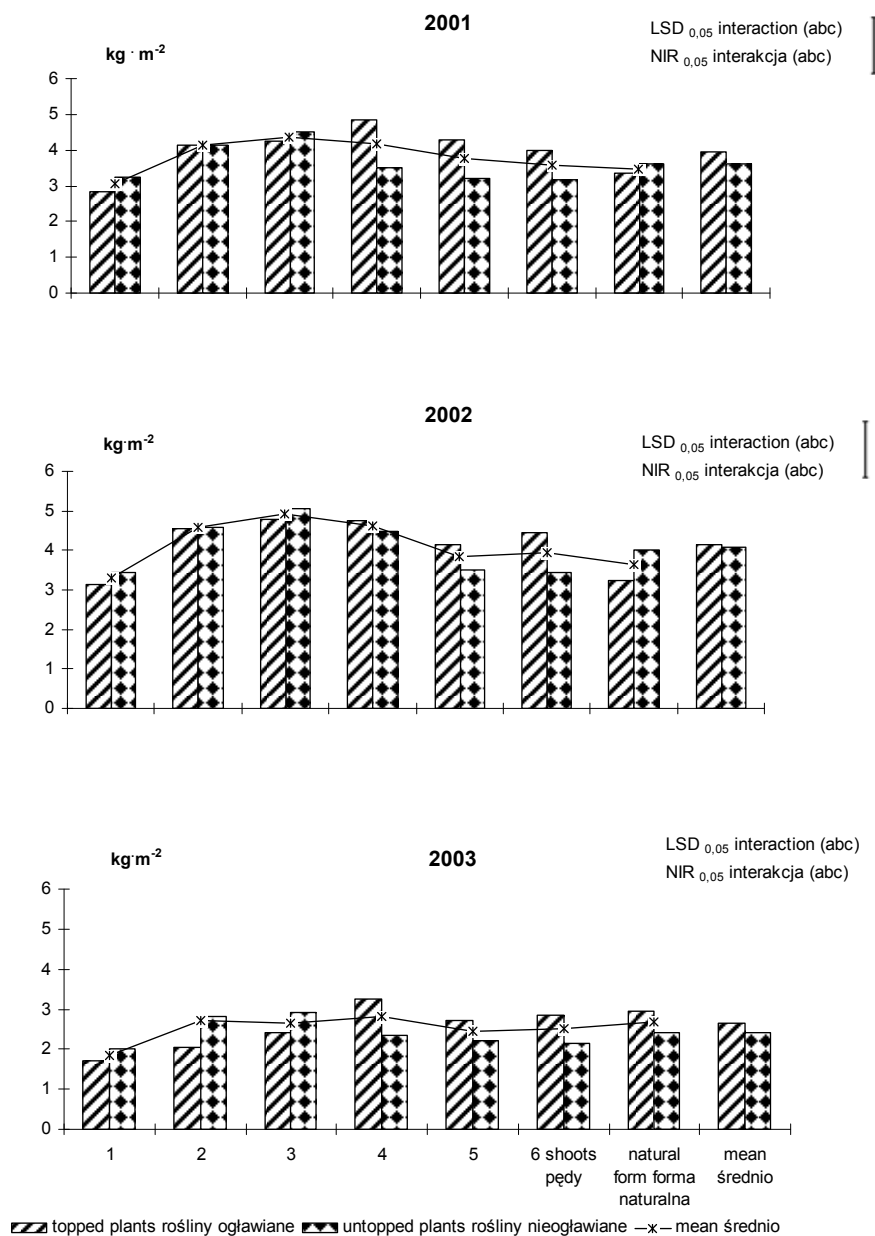 2001
LSD 0,05 interaction (abc)
NIR 0,05 interakcja (abc)
kg · m-2
6
5
4
3
2
1
0
2002
LSD 0,05 interaction (abc)
NIR 0,05 interakcja (abc)
kg·m-2
6
5
4
3
2
1
0
LSD 0,05 interaction (abc)
NIR 0,05 interakcja (abc)
kg·m-2
2003
6
5
4
3
2
1
0
1 2 3 4 5 6 shoots natural mean
pędy form forma średnio
naturalna
topped plants rośliny ogławiane untopped plants rośliny nieogławiane mean średnio